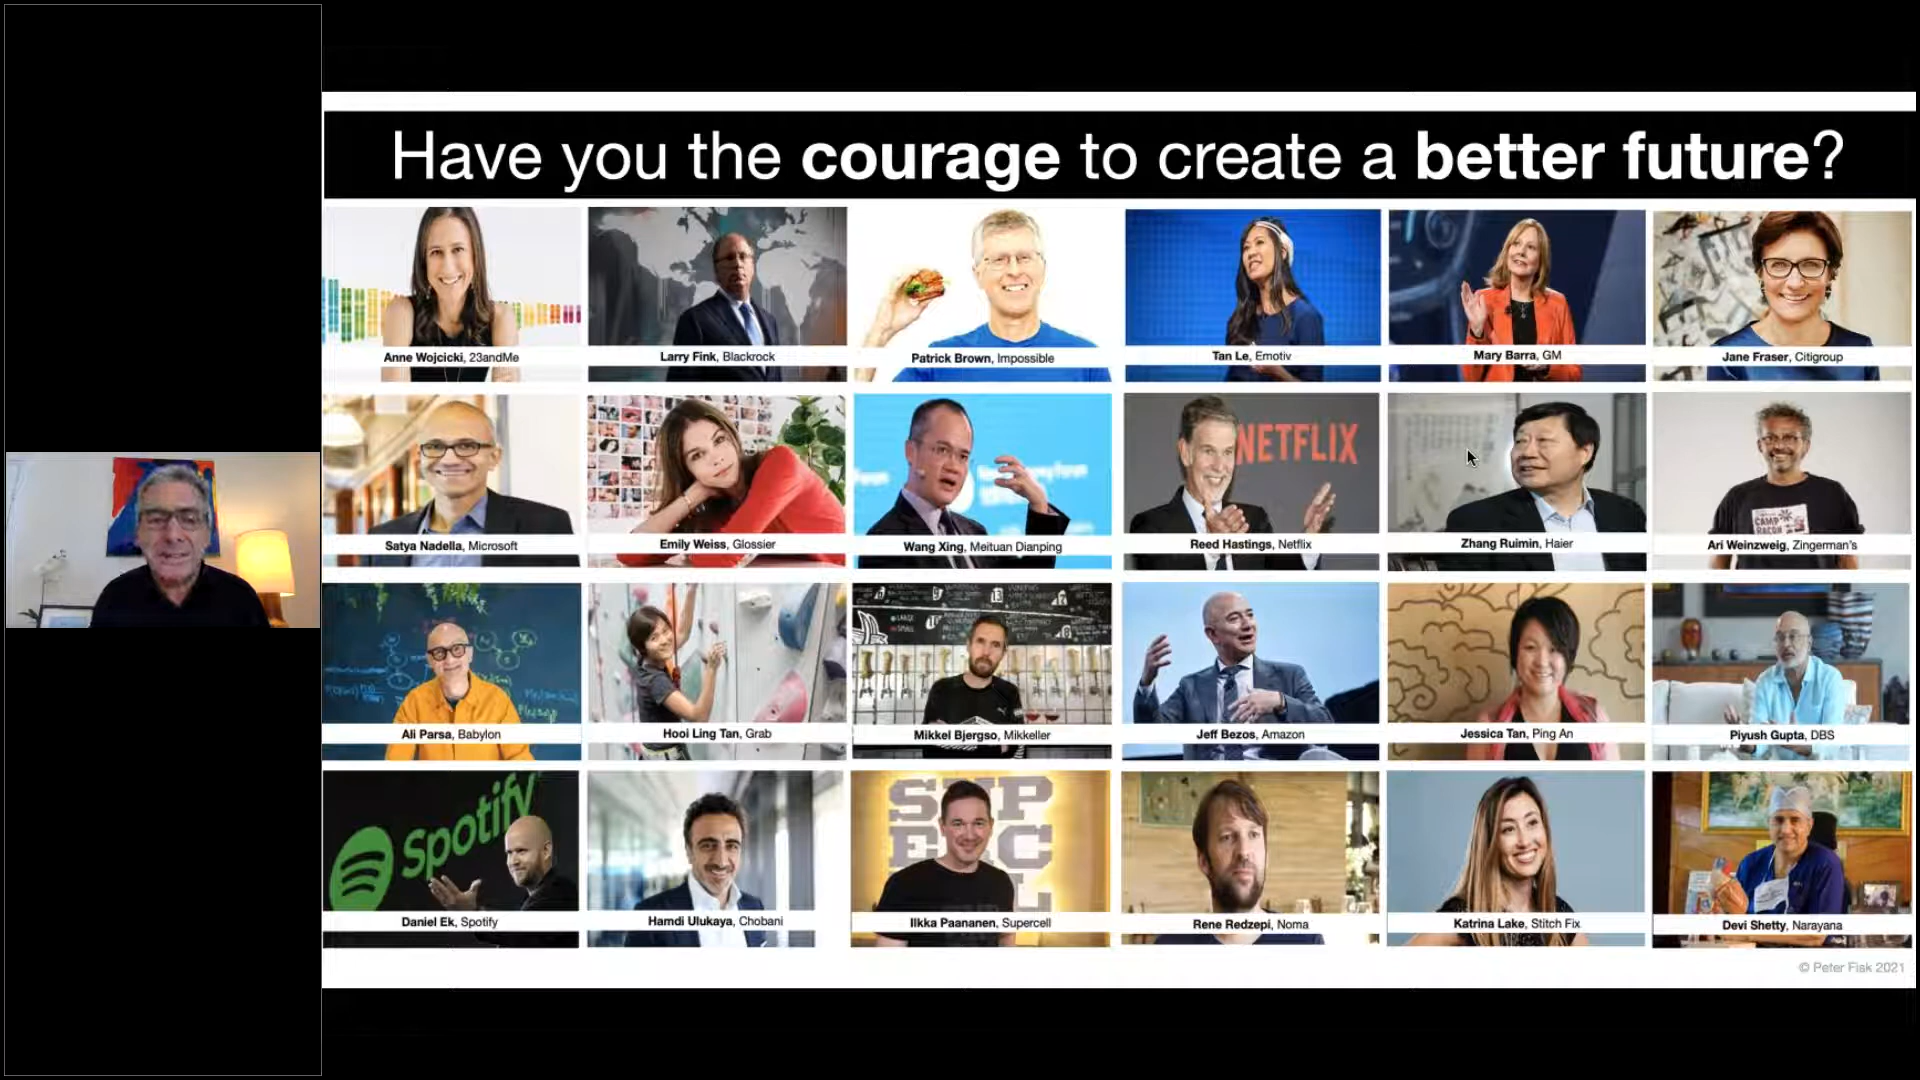 Have you the courage to create a better future?
Anne Wojcicki, 23andMe
Larry Fink, Blackrock
Patrick Brown, Impossible
Tan Le, Emotiv
Mary Barra, GM
Jane Fraser, Citigroup
NETFLIX
CAMP
BACON
Satya Nadella, Microsoft
Emily Weiss, Glossier
Wang Xing, Meituan Dianping
Reed Hastings, Netflix
Zhang Ruimin, Haier
Ari Weinzweig, Zingerman's
Ali Parsa, Babylon
Hooi Ling Tan, Grab
Mikkel Bjergso, Mikkeller
Jeff Bezos, Amazon
Jessica Tan, Ping An
Piyush Gupta, DBS
Spotify
SUP
ERC
Daniel Ek, Spotify
Hamdi Ulukaya, Chobani
Ilkka Paananen, Supercell
Rene Redzepi, Noma
Katrina Lake, Stitch Fix
Devi Shetty, Narayana
© Peter Fisk 2021